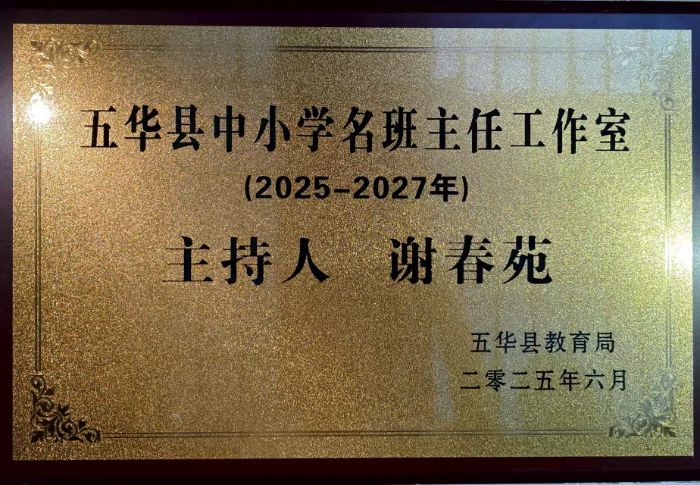 五华县中小学名班主任工作室
(2025-2027年)
主持人 谢春苑
五华县教育局
二零二五年六月